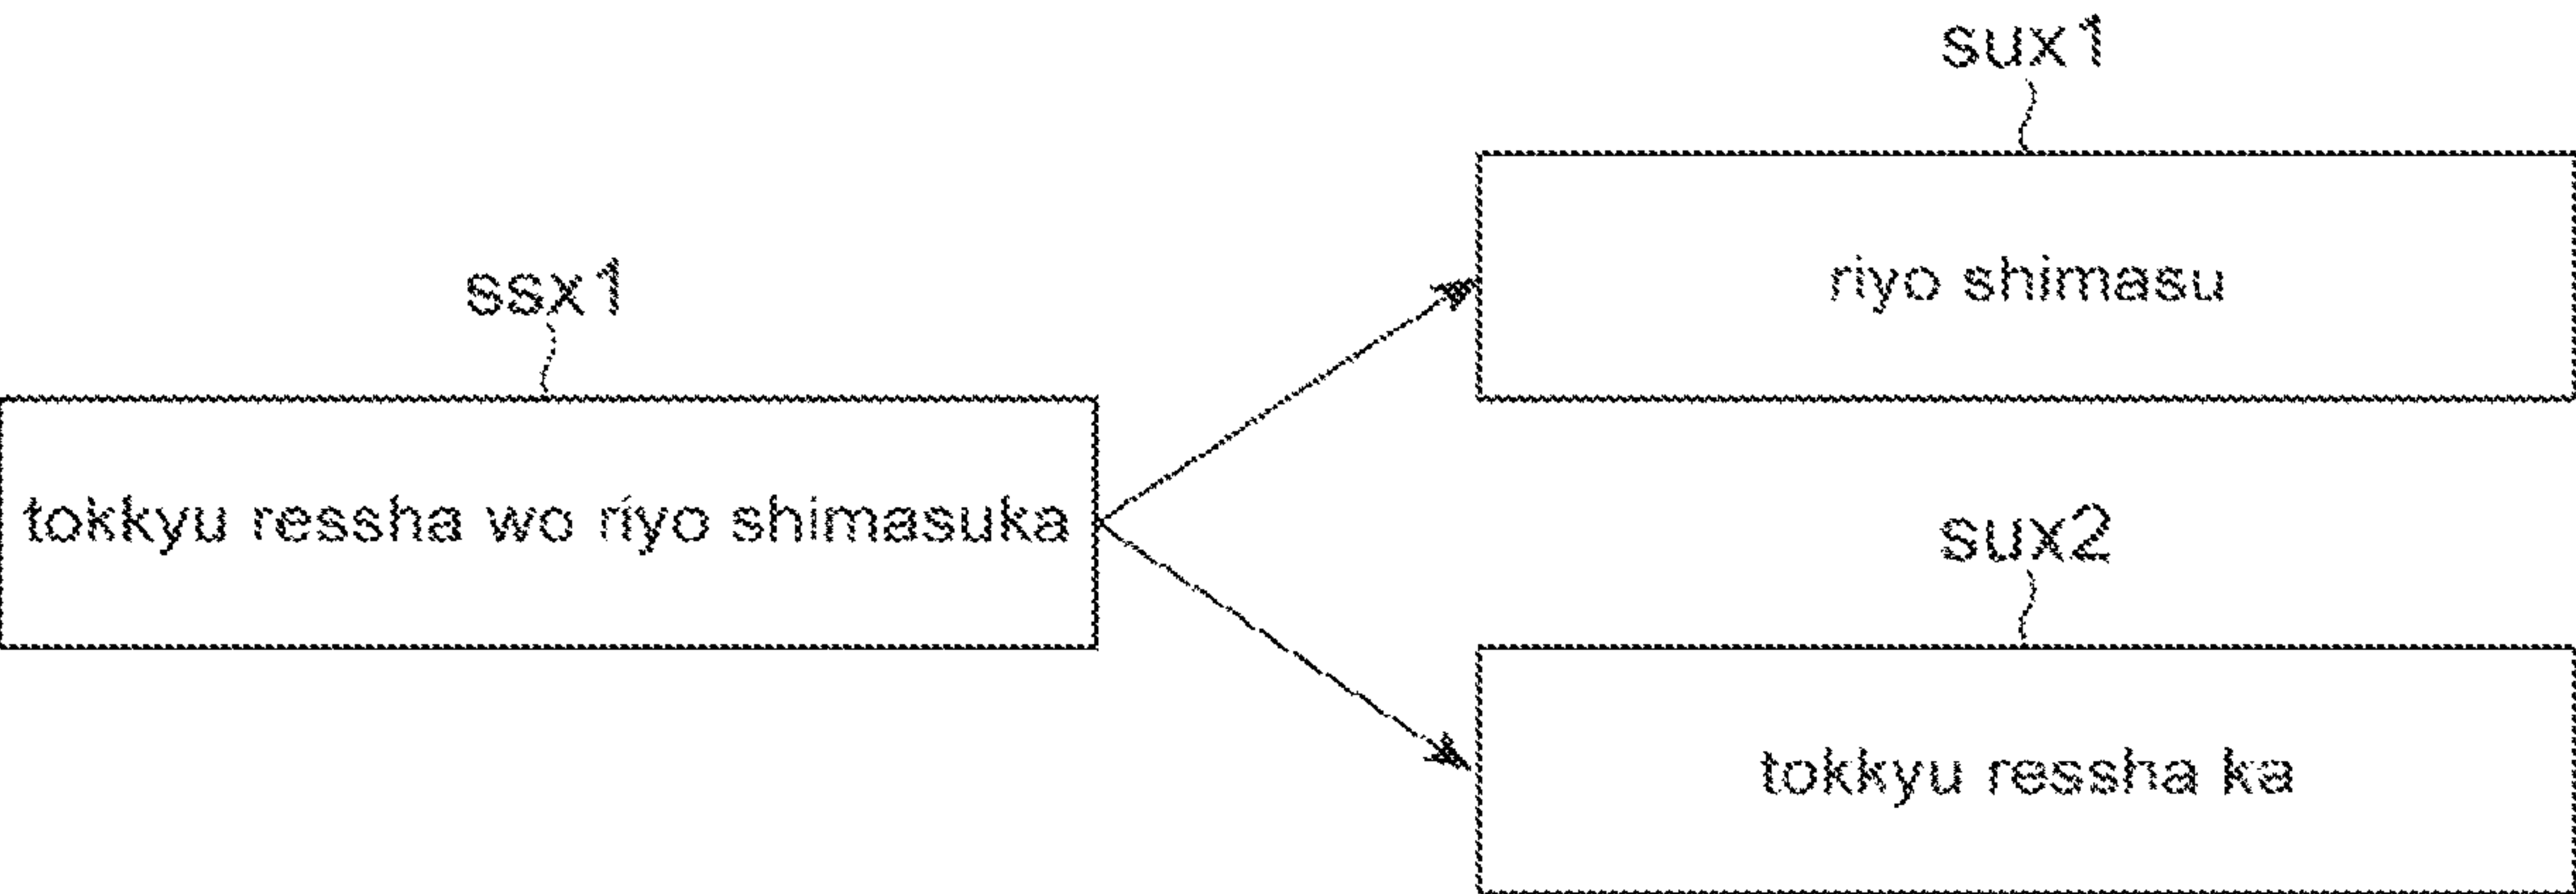 sux1
riyo shimasu
ssx1
tokkyu ressha wo riyo shimasuka
sux2
tokkyu ressha ka